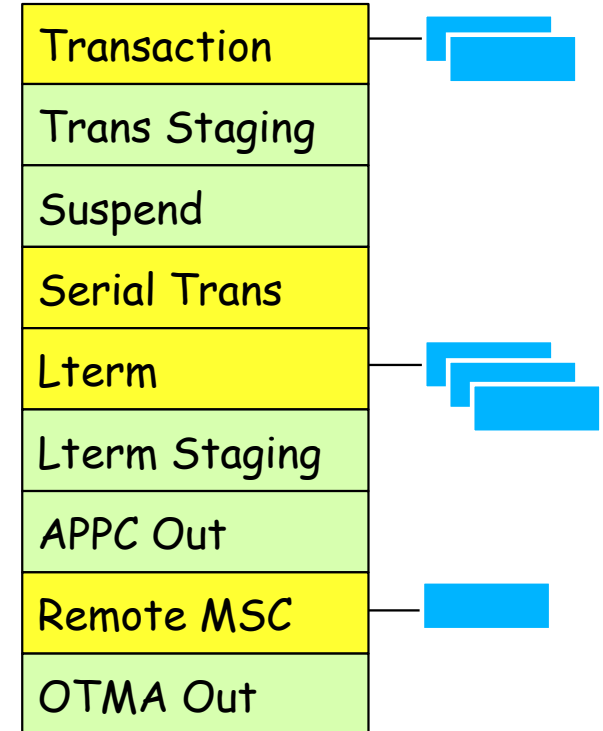 Transaction
Trans Staging
Suspend
Serial Trans
Lterm
Lterm Staging
APPC Out
Remote MSC
OTMA Out